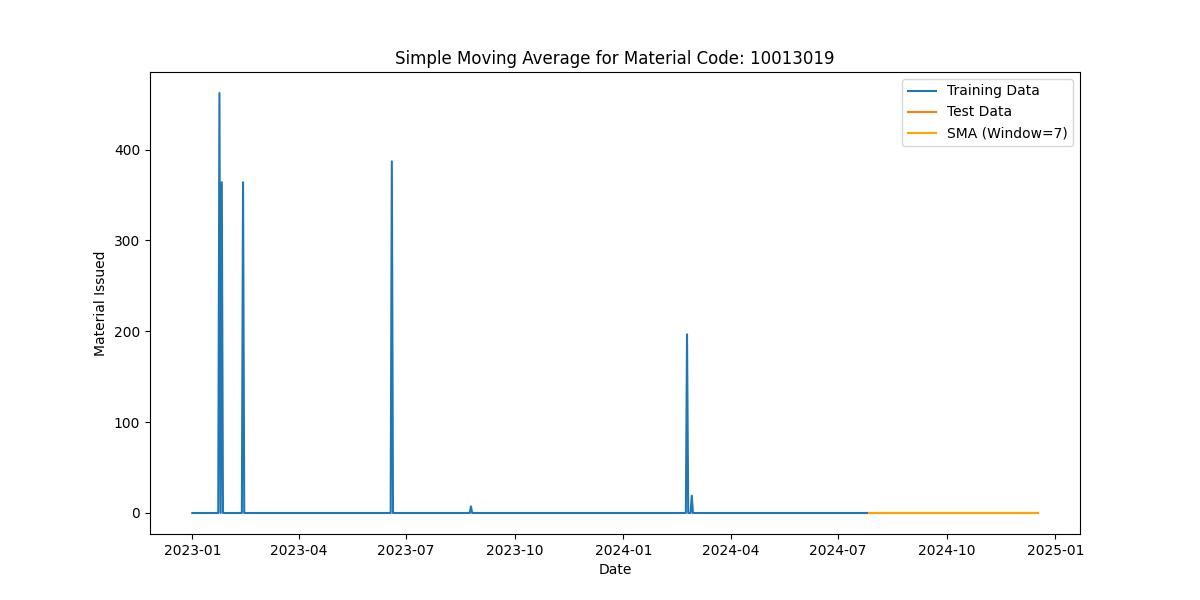 Simple Moving Average for Material Code: 10013019
Training Data
Test Data
SMA (Window=7)
Material Issued
400
300
200
100
0
2023-01 2023-04 2023-07 2023-10 2024-01 2024-04 2024-07 2024-10 2025-01
Date